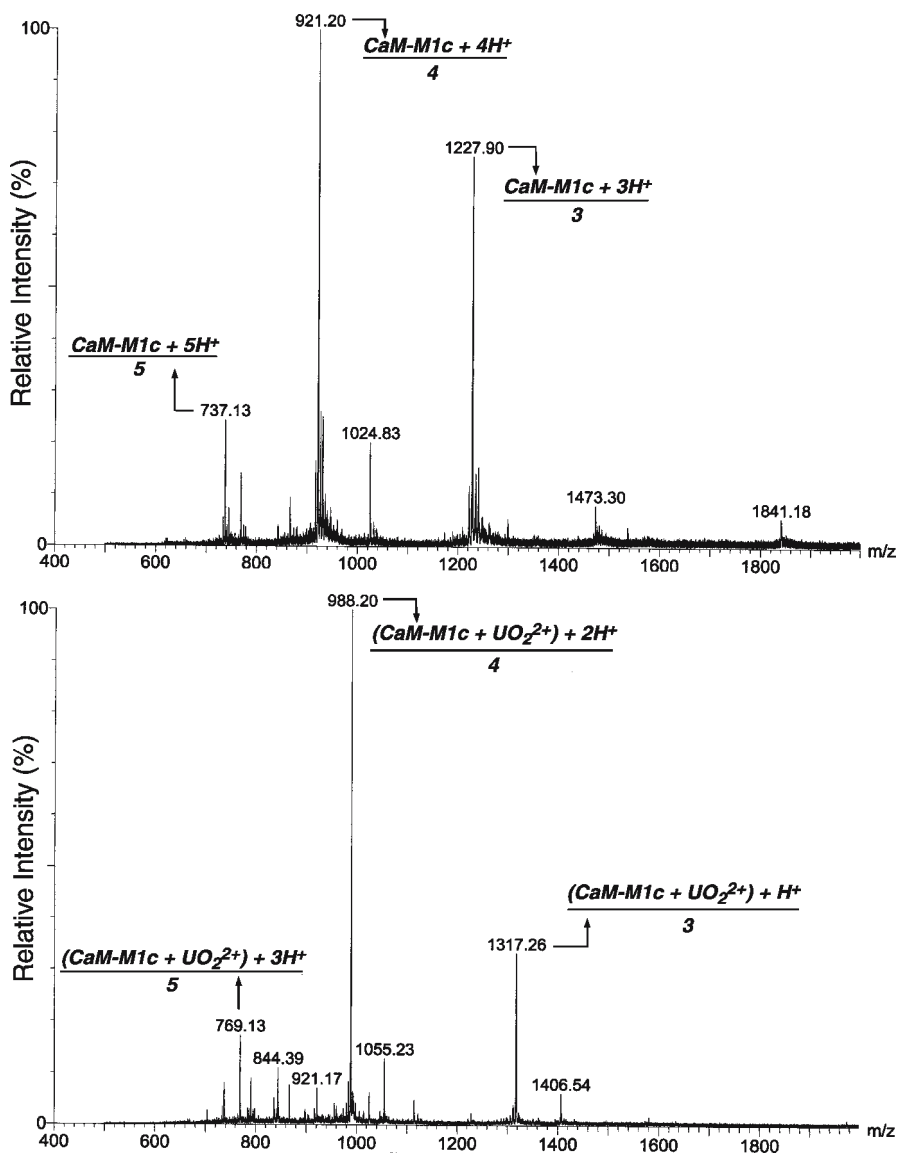 100
921.20
CaM-M1c + 4H⁺
4
1227.90
CaM-M1c + 3H⁺
3
Relative Intensity (%)
CaM-M1c + 5H⁺
5
737.13
1024.83
1473.30
1841.18
0
400 600 800 1000 1200 1400 1600 1800 m/z
100
988.20
(CaM-M1c + UO₂²⁺) + 2H⁺
4
Relative Intensity (%)
(CaM-M1c + UO₂²⁺) + H⁺
3
1317.26
(CaM-M1c + UO₂²⁺) + 3H⁺
5
769.13
844.39
921.17
1055.23
1406.54
0
400 600 800 1000 1200 1400 1600 1800 m/z